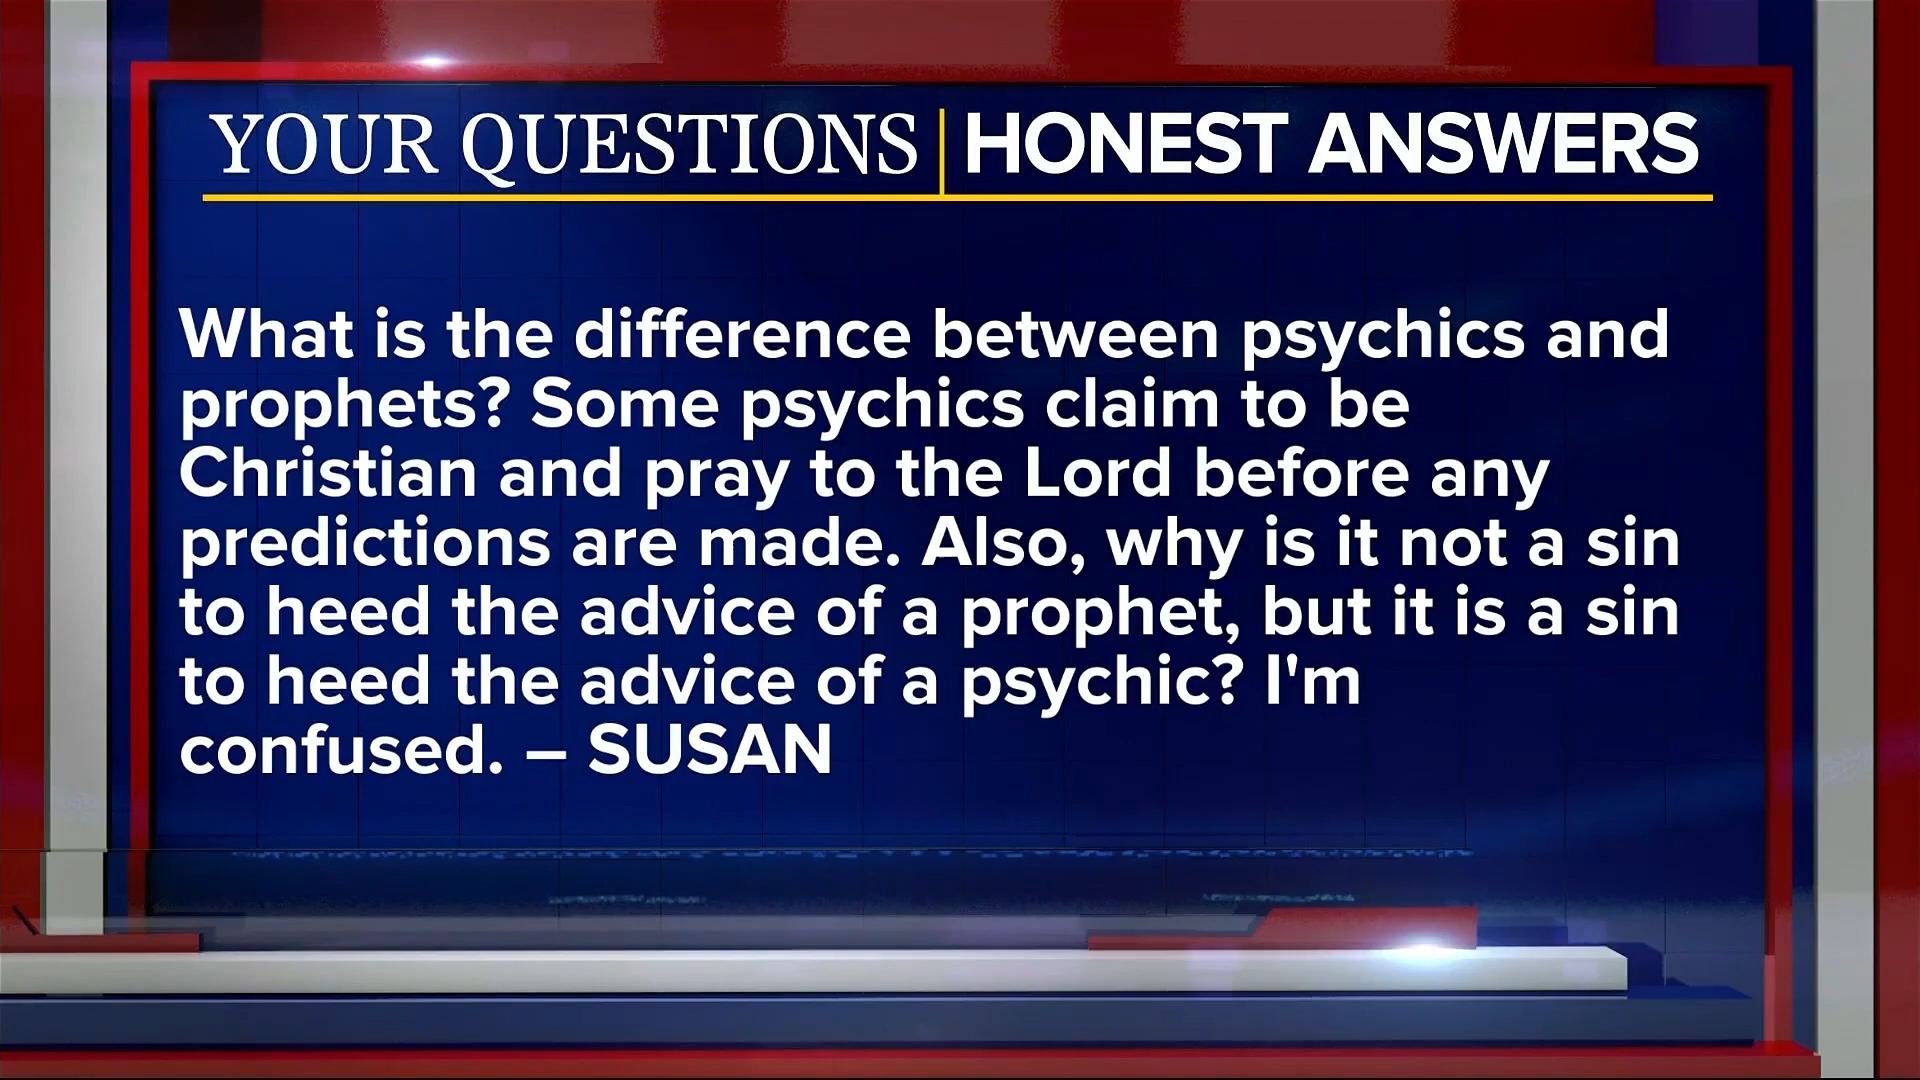 YOUR QUESTIONS | HONEST ANSWERS
What is the difference between psychics and
prophets? Some psychics claim to be
Christian and pray to the Lord before any
predictions are made. Also, why is it not a sin
to heed the advice of a prophet, but it is a sin
to heed the advice of a psychic? I'm
confused. – SUSAN